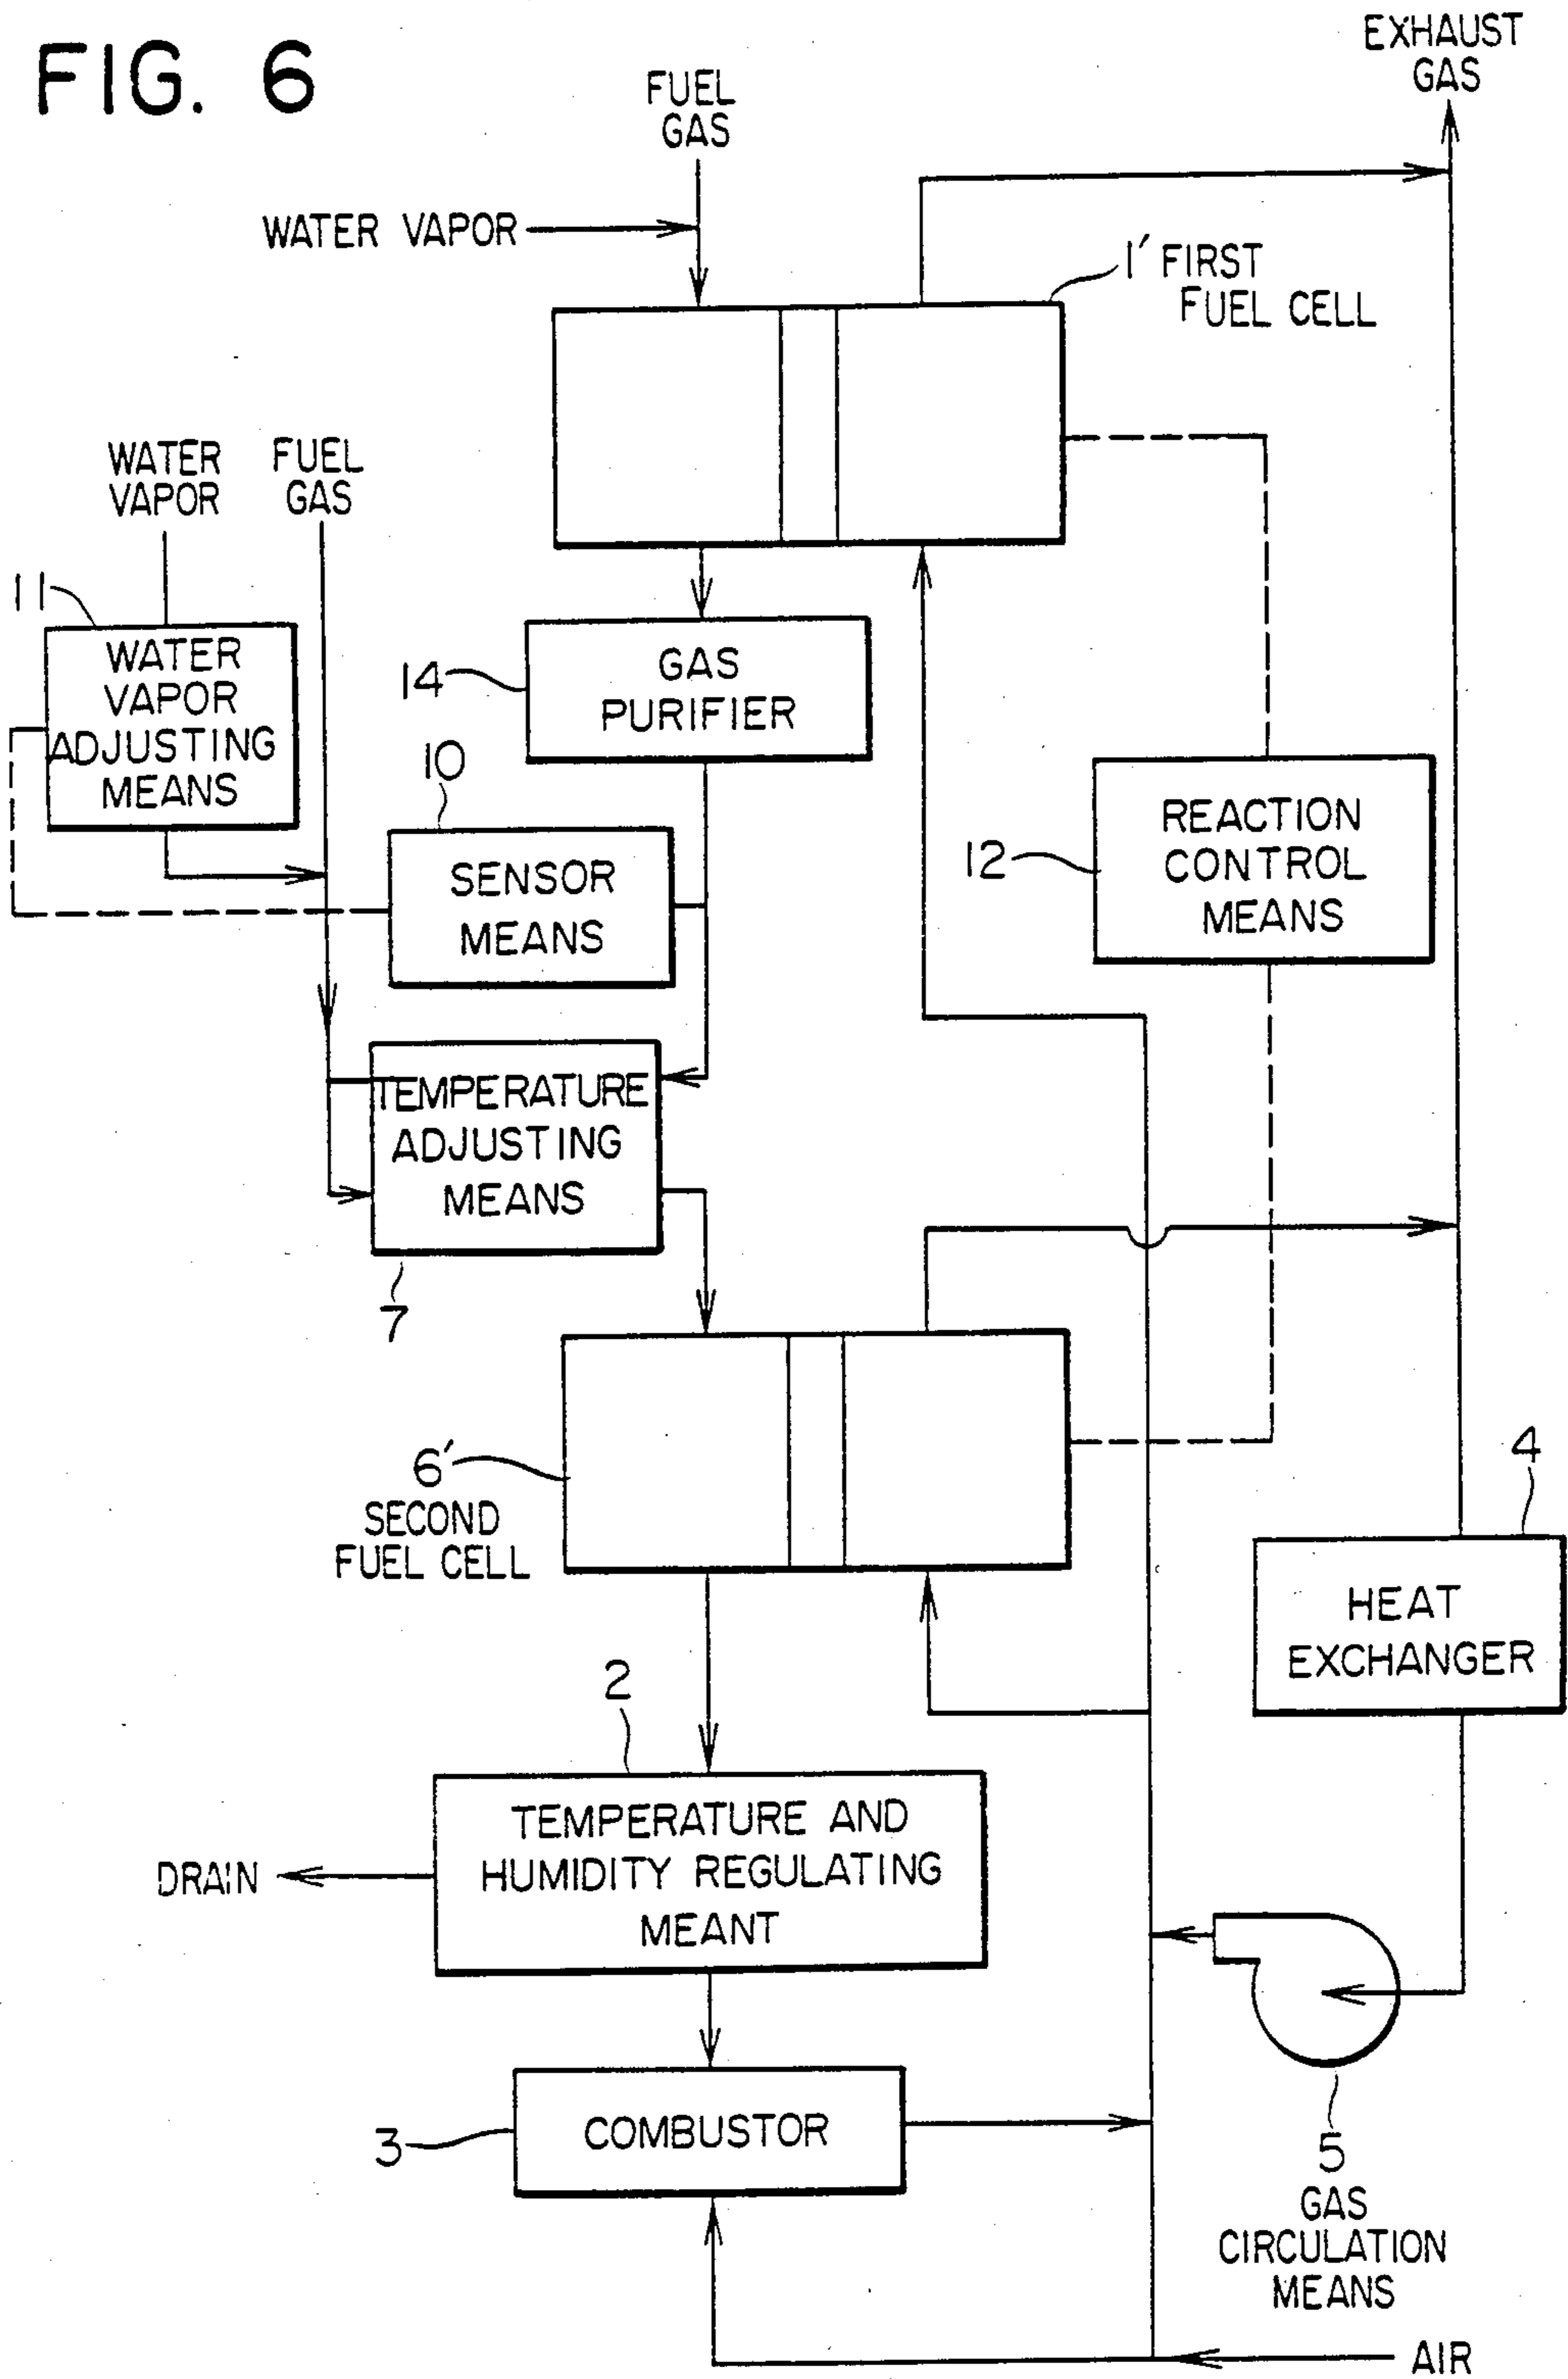 FIG. 6
EXHAUST
GAS
FUEL
GAS
WATER VAPOR
1' FIRST
FUEL CELL
WATER
VAPOR
FUEL
GAS
11
WATER
VAPOR
ADJUSTING
MEANS
14
GAS
PURIFIER
10
SENSOR
MEANS
12
REACTION
CONTROL
MEANS
TEMPERATURE
ADJUSTING
MEANS
7
6'
SECOND
FUEL CELL
4
HEAT
EXCHANGER
2
TEMPERATURE AND
HUMIDITY REGULATING
MEANT
DRAIN
3
COMBUSTOR
5
GAS
CIRCULATION
MEANS
AIR